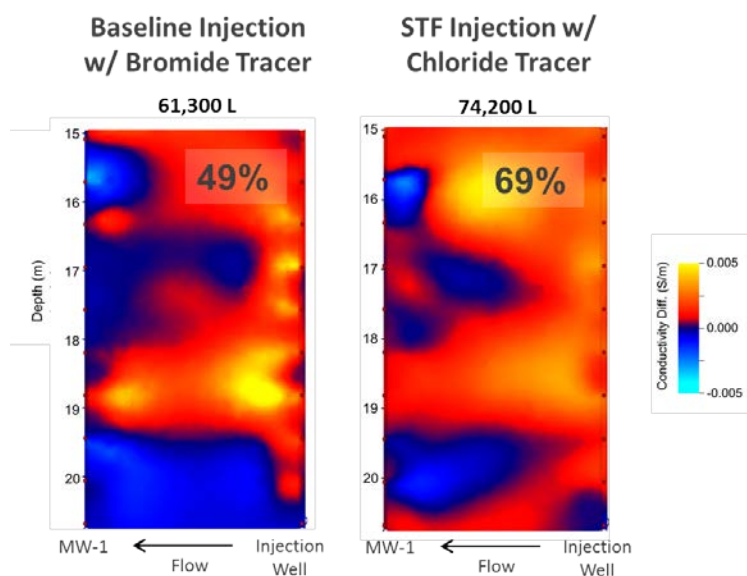 Baseline Injection
w/ Bromide Tracer
61,300 L
49%
Depth (m)
15
16
17
18
19
20
MW-1
Flow
Injection
Well
STF Injection w/
Chloride Tracer
74,200 L
69%
15
16
17
18
19
20
MW-1
Flow
Injection
Well
Conductivity Diff. (S/m)
0.005
0.000
-0.005